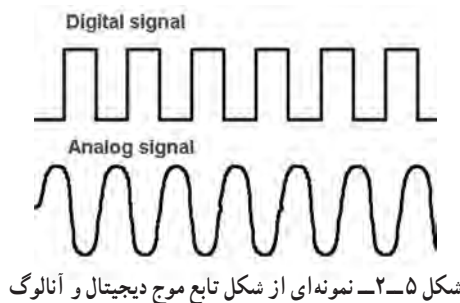 Digital signal
Analog signal
شکل ۵ــ۲ــ نمونه‌ای از شکل تابع موج دیجیتال و آنالوگ